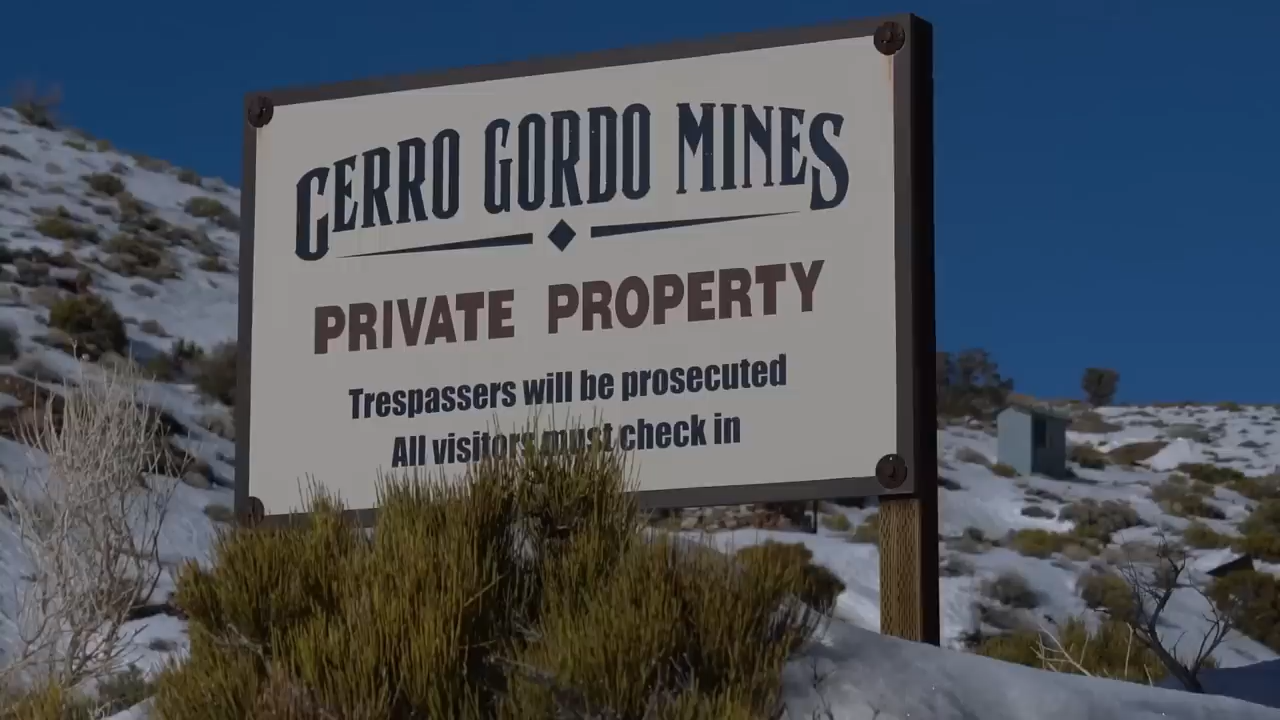 CERRO GORDO MINES
PRIVATE PROPERTY
Trespassers will be prosecuted
All visitors must check in